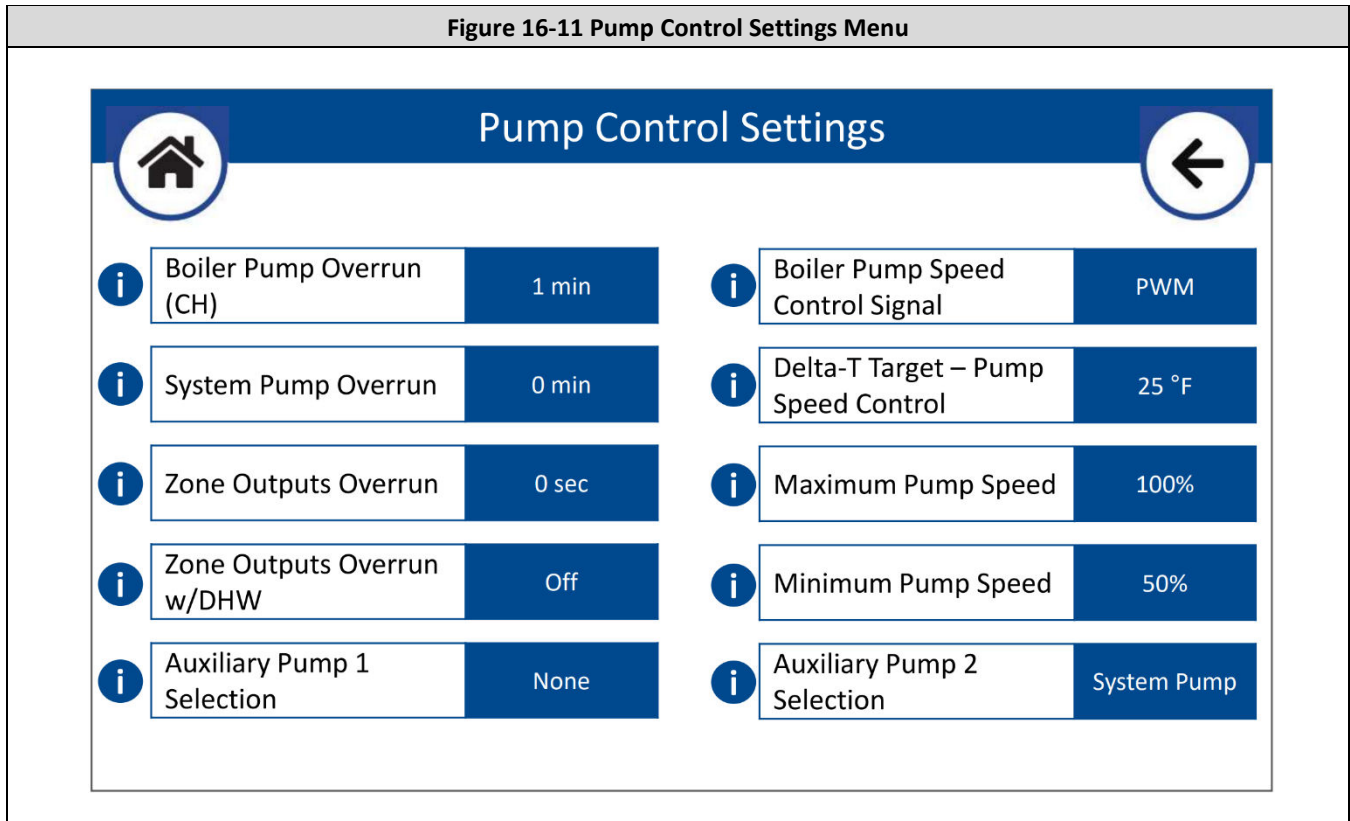 Figure 16-11 Pump Control Settings Menu
Pump Control Settings
i
Boiler Pump Overrun
(CH)
1 min
i
System Pump Overrun
0 min
i
Zone Outputs Overrun
0 sec
i
Zone Outputs Overrun
w/DHW
Off
i
Auxiliary Pump 1
Selection
None
i
Boiler Pump Speed
Control Signal
PWM
i
Delta-T Target – Pump
Speed Control
25 °F
i
Maximum Pump Speed
100%
i
Minimum Pump Speed
50%
i
Auxiliary Pump 2
Selection
System Pump